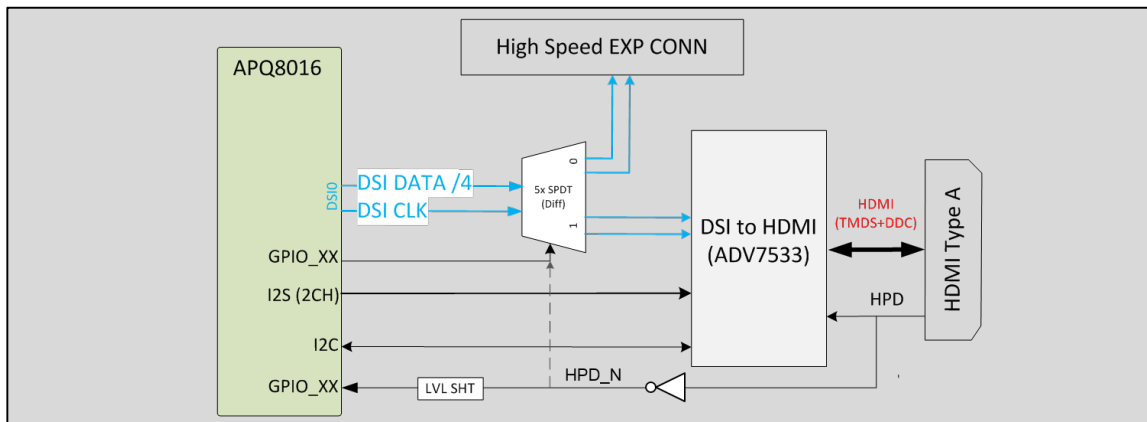 High Speed EXP CONN
APQ8016
DSI0
DSI DATA /4
DSI CLK
0
5x SPDT
(Diff)
1
DSI to HDMI
(ADV7533)
HDMI
(TMDS+DDC)
HDMI Type A
GPIO_XX
I2S (2CH)
HPD
I2C
GPIO_XX
LVL SHT
HPD_N